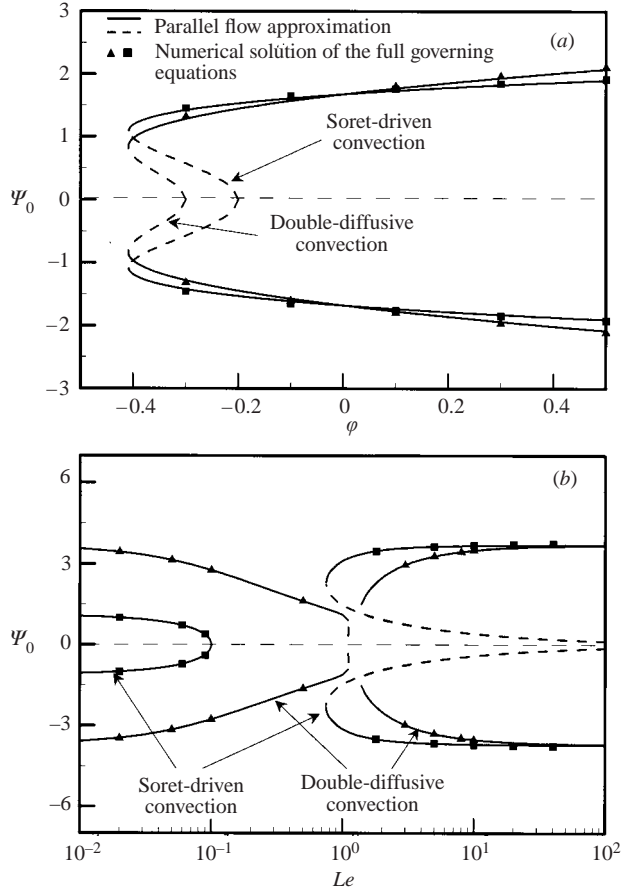 3
Parallel flow approximation
(a)
Numerical solution of the full governing
equations
2
Soret-driven
convection
1
Ψ0
0
Double-diffusive
convection
−1
−2
−3
−0.4
−0.2
0
0.2
0.4
φ
6
(b)
3
Ψ0
0
−3
Soret-driven
convection
Double-diffusive
convection
−6
10−2
10−1
100
101
102
Le